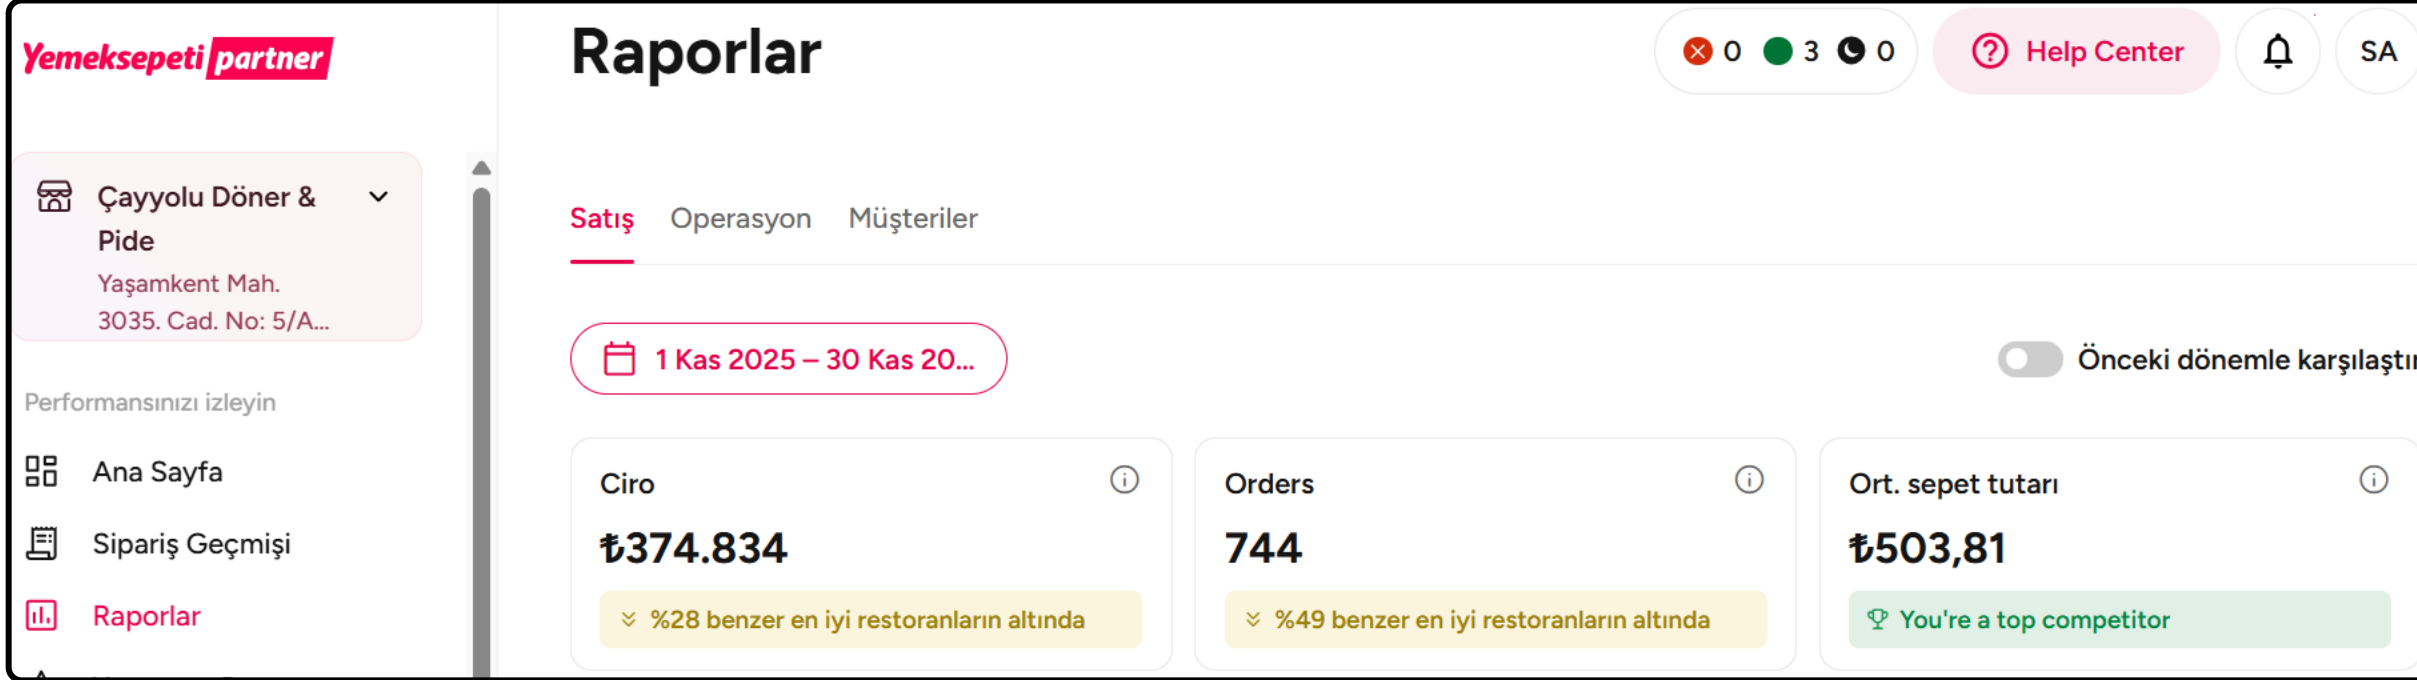 Yemeksepeti partner
Raporlar
0 3 0
Help Center
SA
Çayyolu Döner &
Pide
Yaşamkent Mah.
3035. Cad. No: 5/A...
Performansınızı izleyin
Ana Sayfa
Sipariş Geçmişi
Raporlar
Satış Operasyon Müşteriler
1 Kas 2025 – 30 Kas 20...
Önceki dönemle karşılaştır
Ciro
₺374.834
%28 benzer en iyi restoranların altında
Orders
744
%49 benzer en iyi restoranların altında
Ort. sepet tutarı
₺503,81
You're a top competitor